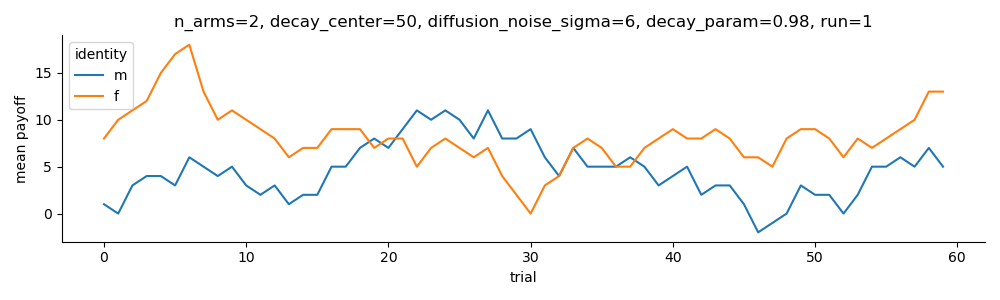 n_arms=2, decay_center=50, diffusion_noise_sigma=6, decay_param=0.98, run=1
identity
m
f
mean payoff
15
10
5
0
0 10 20 30 40 50 60
trial